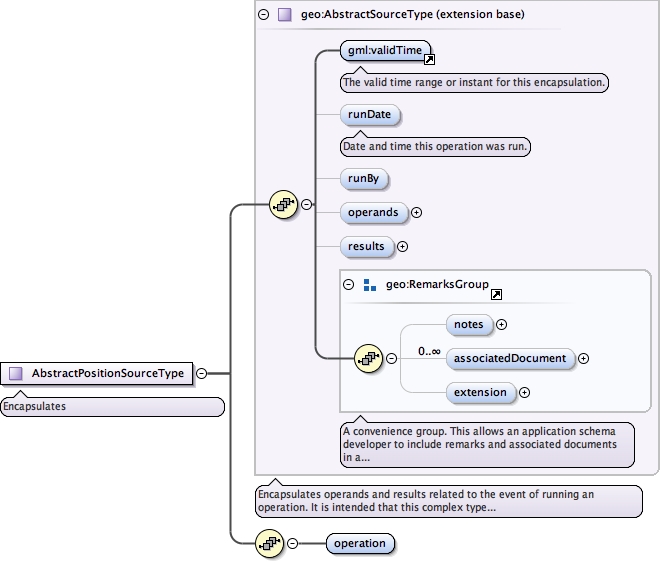 geo:AbstractSourceType (extension base)
gml:validTime
The valid time range or instant for this encapsulation.
runDate
Date and time this operation was run.
runBy
operands
results
geo:RemarksGroup
notes
0..∞
associatedDocument
extension
A convenience group. This allows an application schema
developer to include remarks and associated documents
in a...
AbstractPositionSourceType
Encapsulates
Encapsulates operands and results related to the event of running an
operation. It is intended that this complex type...
operation